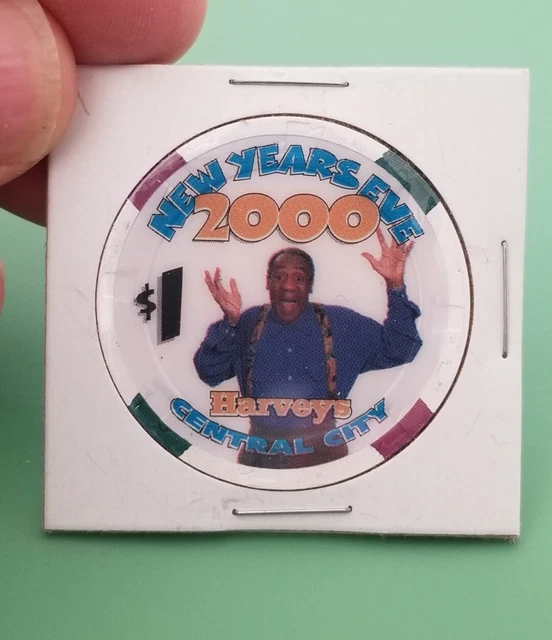 NEW YEARS EVE
2000
$1
Harveys
CENTRAL CITY